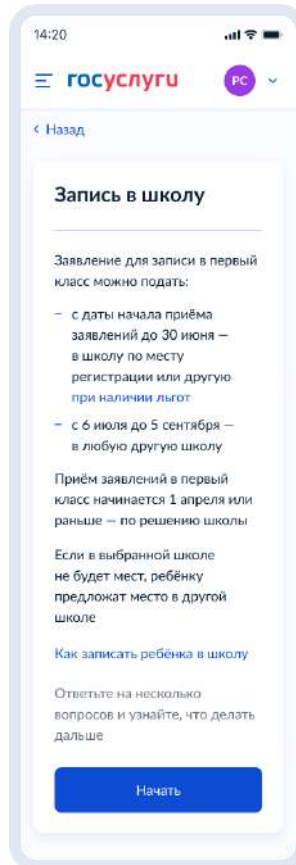 14:20
госуслуги
РС
Назад
Запись в школу
Заявление для записи в первый
класс можно подать:
– с даты начала приёма
заявлений до 30 июня —
в школу по месту
регистрации или другую
при наличии льгот
– с 6 июля до 5 сентября —
в любую другую школу
Приём заявлений в первый
класс начинается 1 апреля или
раньше — по решению школы
Если в выбранной школе
не будет мест, ребёнку
предложат место в другой
школе
Как записать ребёнка в школу
Ответьте на несколько
вопросов и узнайте, что делать
дальше
Начать